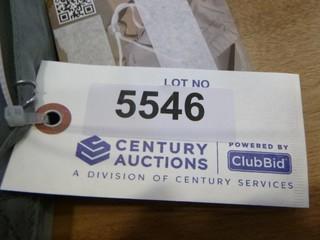 LOT NO
5546
CENTURY
AUCTIONS
POWERED BY
ClubBid
A DIVISION OF CENTURY SERVICES